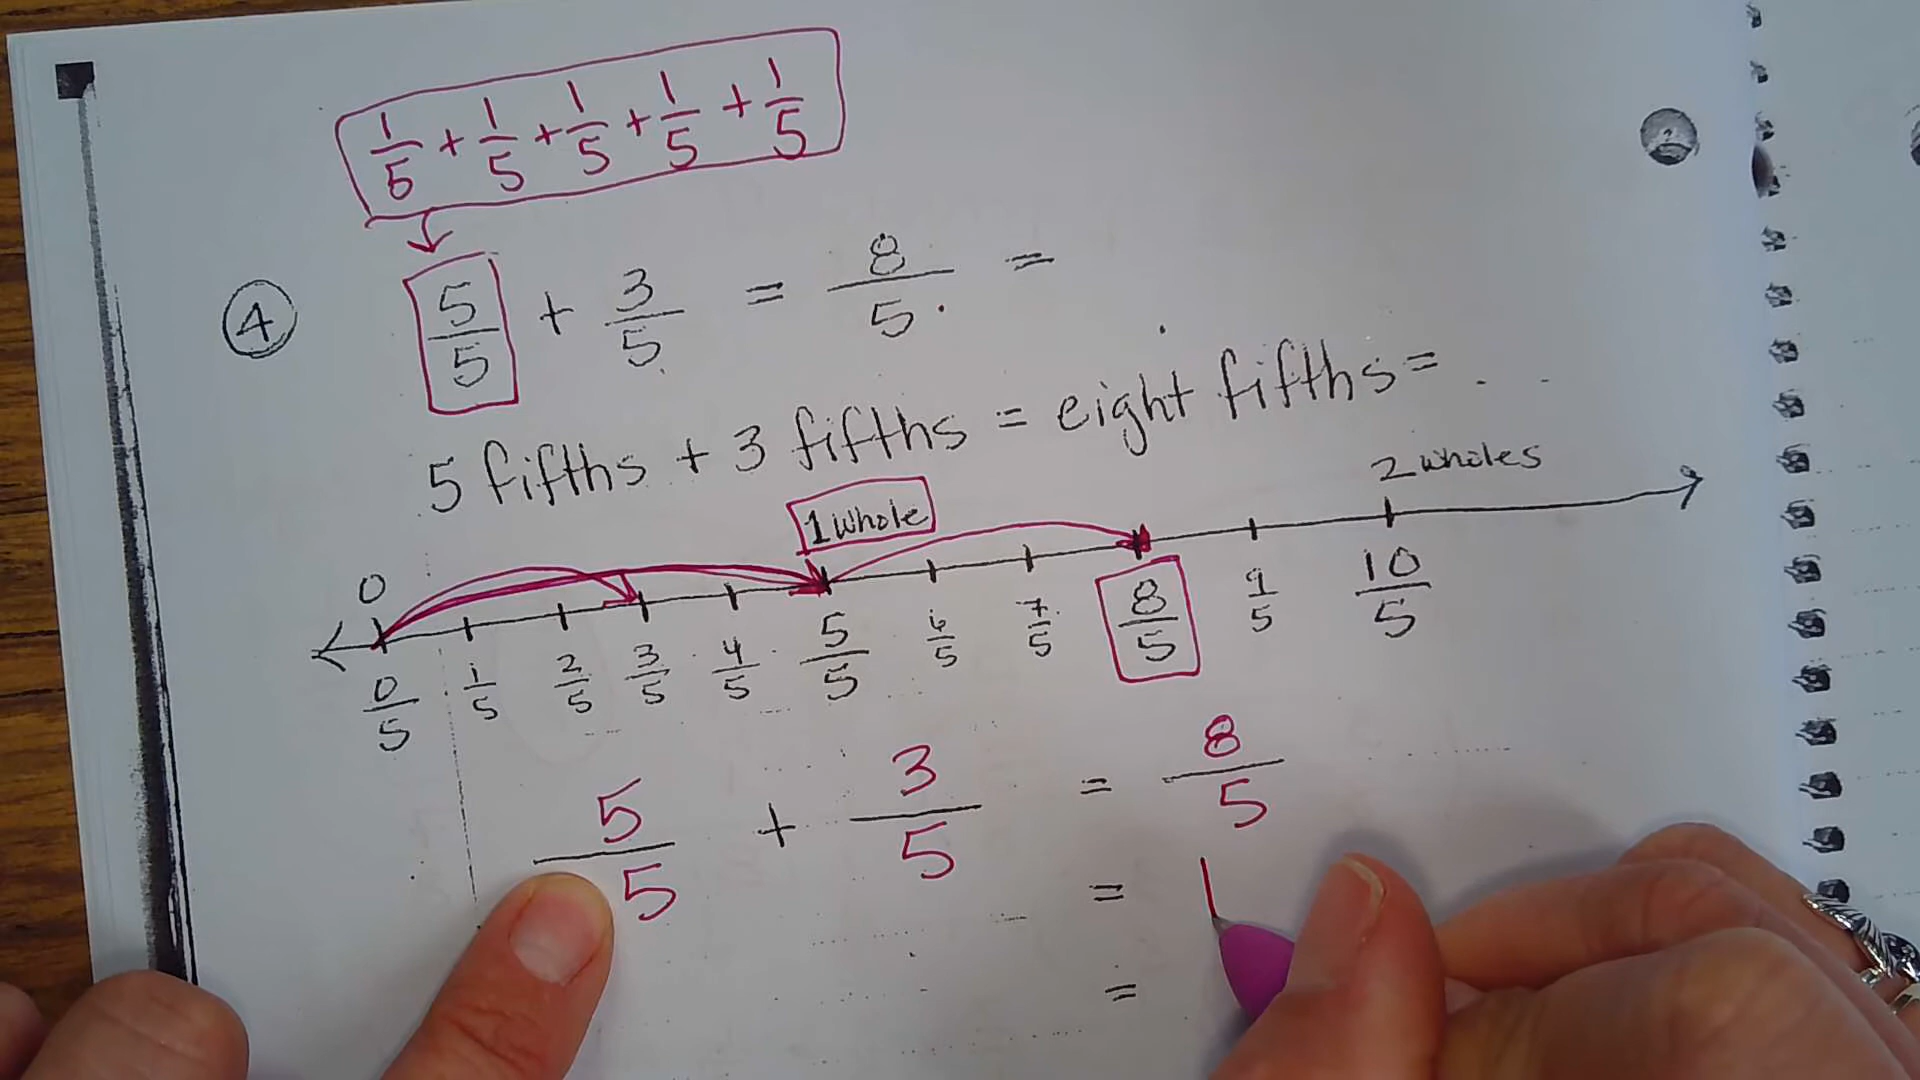 1/5 + 1/5 + 1/5 + 1/5 + 1/5
4 5/5 + 3/5 = 8/5 =
5 fifths + 3 fifths = eight fifths =
1 whole 2 wholes
0
0/5 1/5 2/5 3/5 4/5 5/5 6/5 7/5 8/5 9/5 10/5
5/5 + 3/5 = 8/5
= 1
=